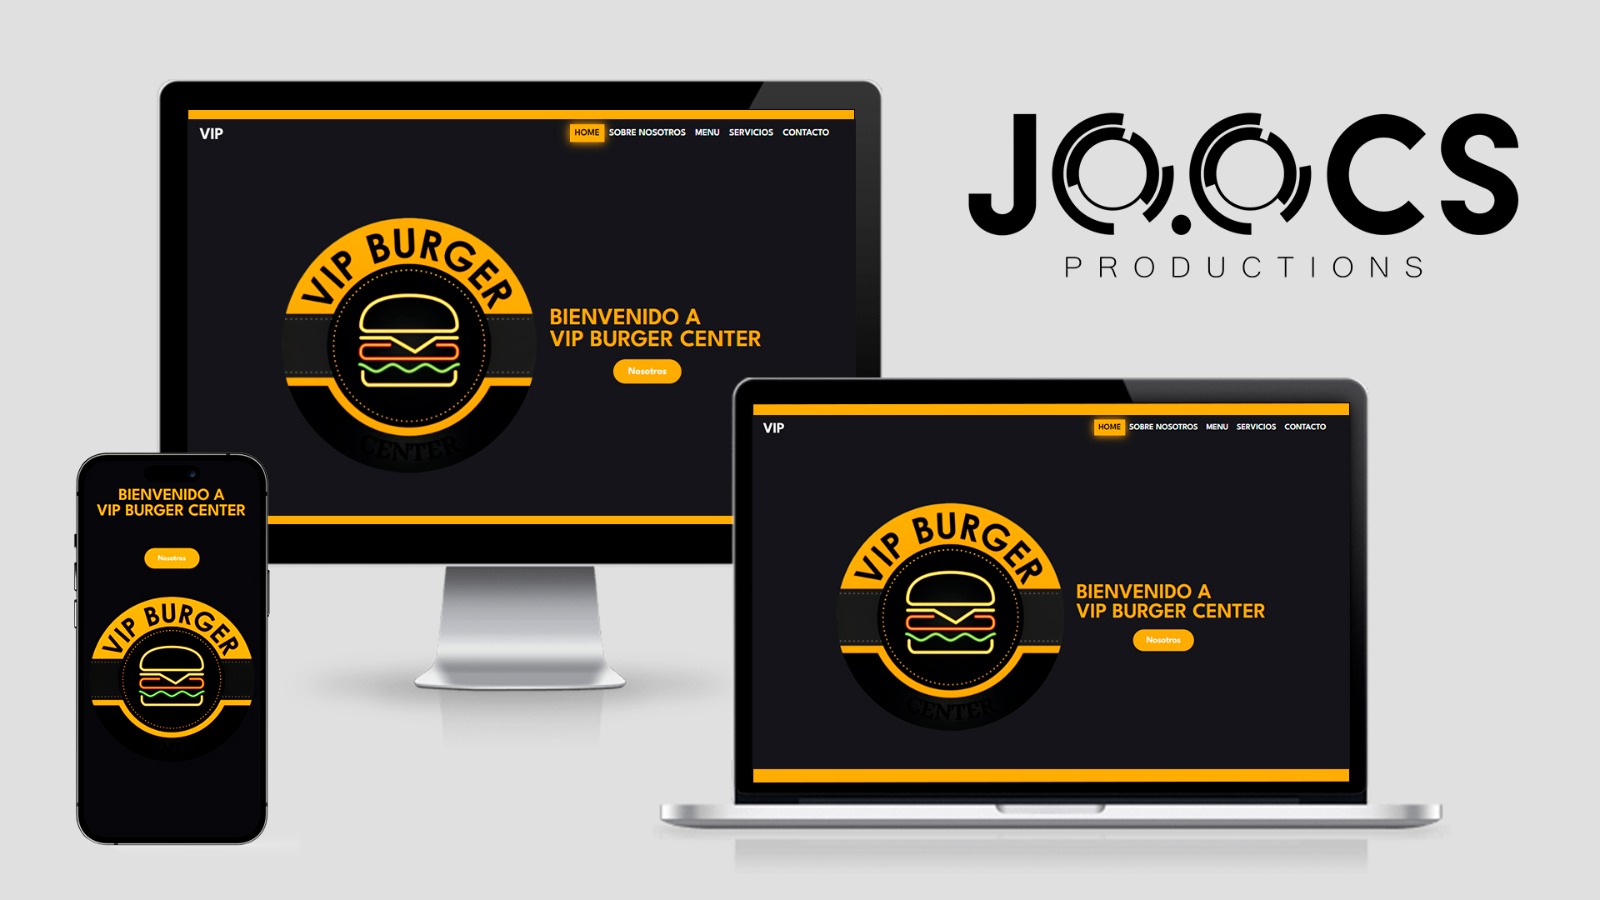 VIP
HOME SOBRE NOSOTROS MENU SERVICIOS CONTACTO
VIP BURGER
CENTER
BIENVENIDO A
VIP BURGER CENTER
Nosotros
JO.OCS
PRODUCTIONS
BIENVENIDO A
VIP BURGER CENTER
Nosotros
VIP BURGER
VIP
HOME SOBRE NOSOTROS MENU SERVICIOS CONTACTO
VIP BURGER
CENTER
BIENVENIDO A
VIP BURGER CENTER
Nosotros